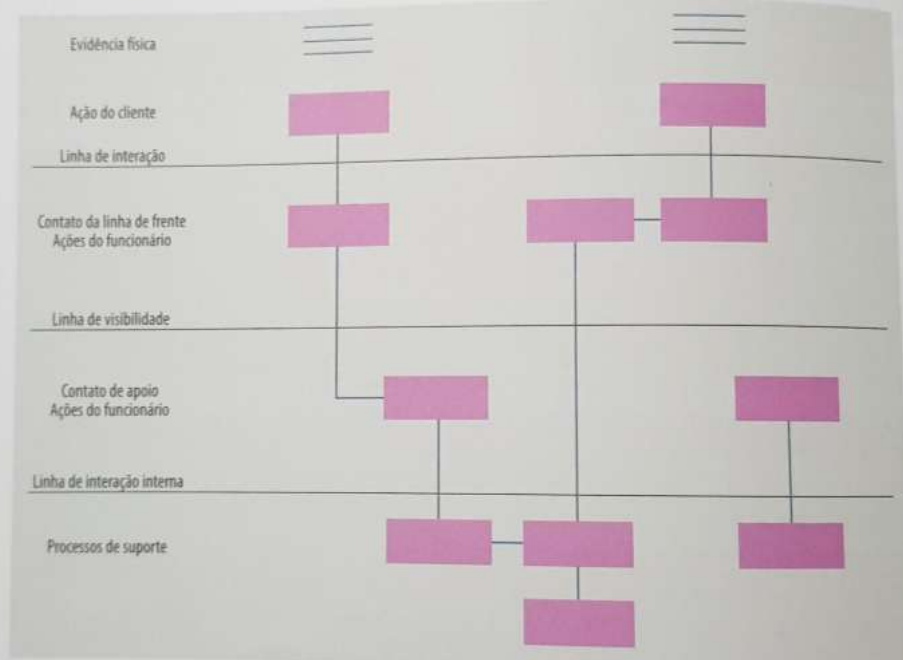 Evidência física
Ação do cliente
Linha de interação
Contato da linha de frente
Ações do funcionário
Linha de visibilidade
Contato de apoio
Ações do funcionário
Linha de interação interna
Processos de suporte